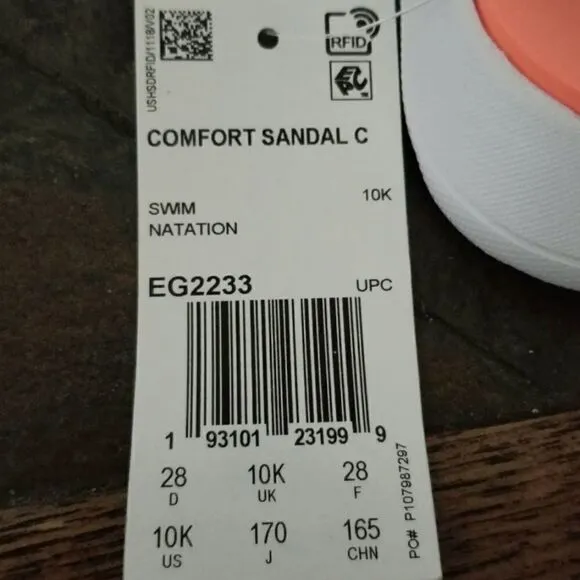 USHSDRFID/1118/V02
RFID
EPC
COMFORT SANDAL C
10K
SWIM
NATATION
EG2233
UPC
1 93101 23199 9
28 10K 28
D UK F
10K 170 165
US J CHN
PO# P107987297